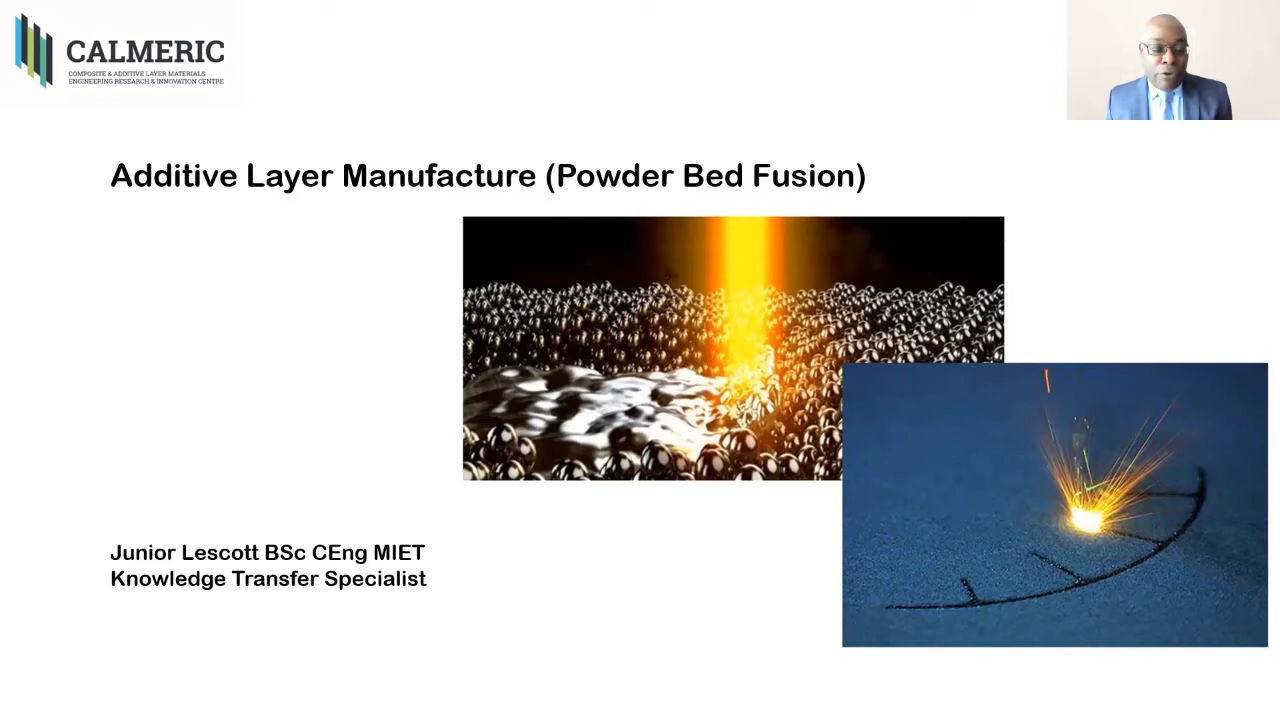 CALMERIC
COMPOSITE & ADDITIVE LAYER MATERIALS
ENGINEERING RESEARCH & INNOVATION CENTRE
Additive Layer Manufacture (Powder Bed Fusion)
Junior Lescott BSc CEng MIET
Knowledge Transfer Specialist